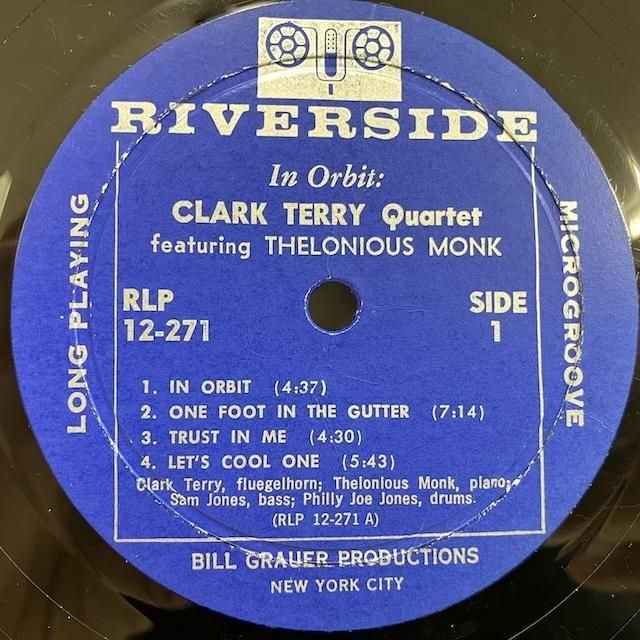 RIVERSIDE
In Orbit:
CLARK TERRY Quartet
featuring THELONIOUS MONK
LONG PLAYING
MICROGROOVE
RLP
12-271
SIDE
1
1. IN ORBIT (4:37)
2. ONE FOOT IN THE GUTTER (7:14)
3. TRUST IN ME (4:30)
4. LET'S COOL ONE (5:43)
Clark Terry, fluegelhorn; Thelonious Monk, piano;
Sam Jones, bass; Philly Joe Jones, drums.
(RLP 12-271 A)
BILL GRAUER PRODUCTIONS
NEW YORK CITY